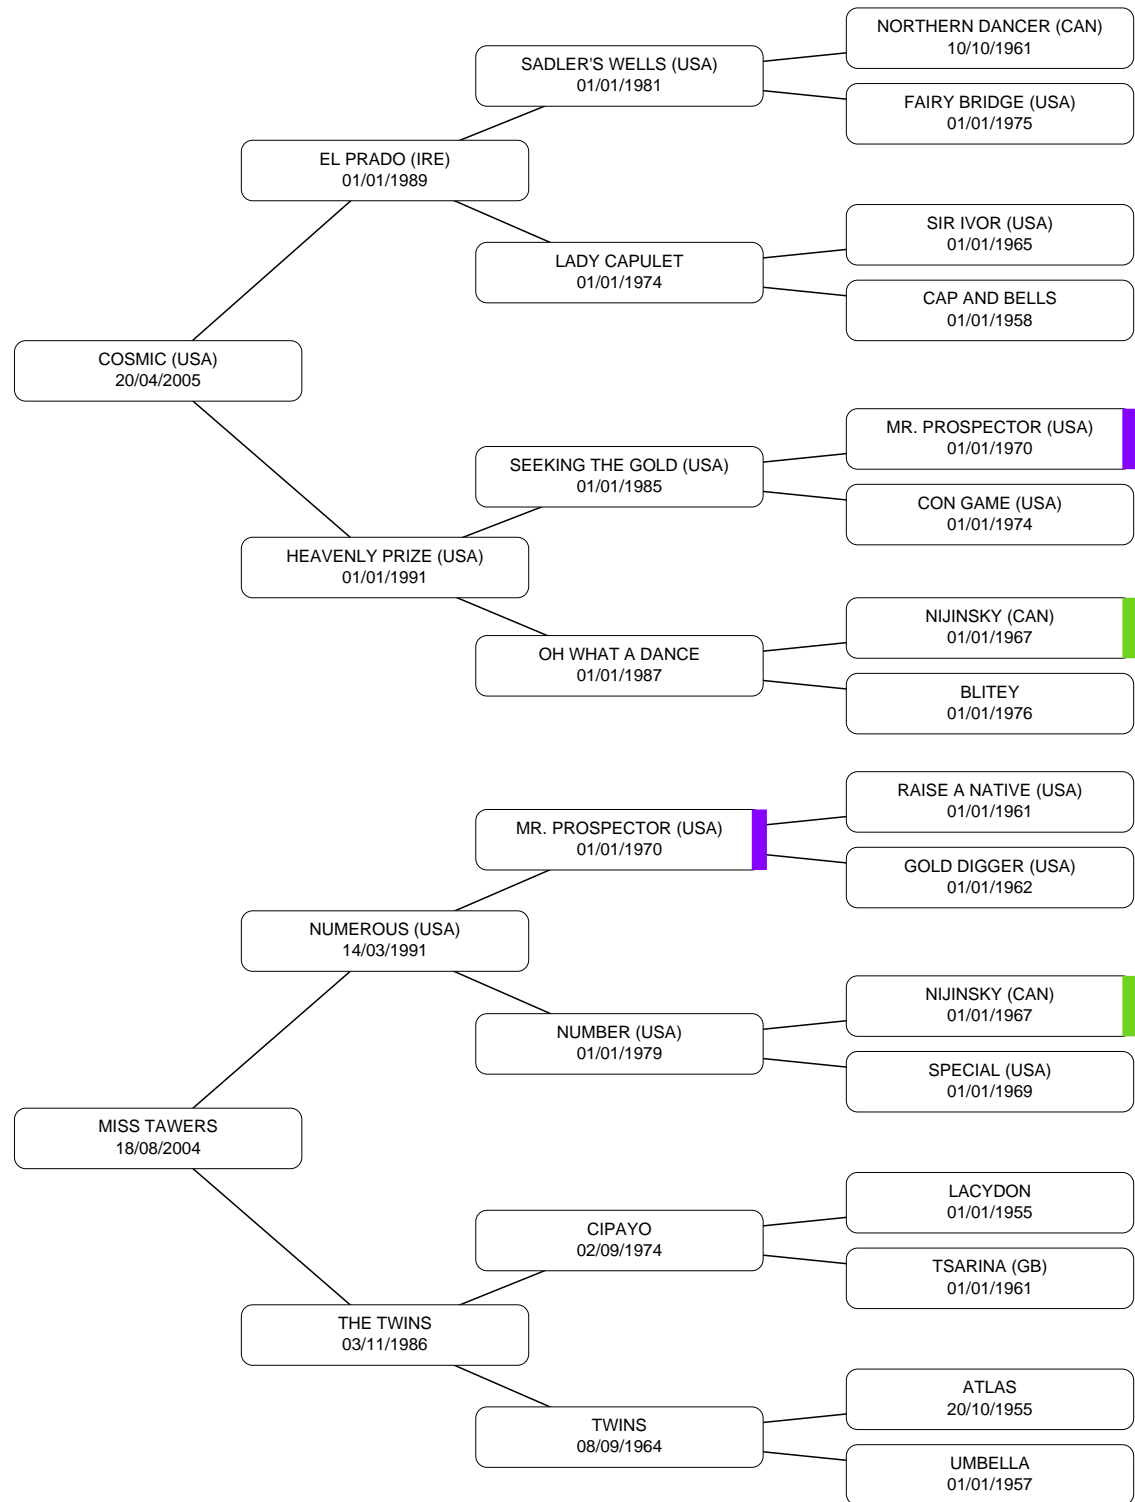 NORTHERN DANCER (CAN)
10/10/1961
SADLER'S WELLS (USA)
01/01/1981
FAIRY BRIDGE (USA)
01/01/1975
EL PRADO (IRE)
01/01/1989
SIR IVOR (USA)
01/01/1965
LADY CAPULET
01/01/1974
CAP AND BELLS
01/01/1958
COSMIC (USA)
20/04/2005
MR. PROSPECTOR (USA)
01/01/1970
SEEKING THE GOLD (USA)
01/01/1985
CON GAME (USA)
01/01/1974
HEAVENLY PRIZE (USA)
01/01/1991
NIJINSKY (CAN)
01/01/1967
OH WHAT A DANCE
01/01/1987
BLITEY
01/01/1976
RAISE A NATIVE (USA)
01/01/1961
MR. PROSPECTOR (USA)
01/01/1970
GOLD DIGGER (USA)
01/01/1962
NUMEROUS (USA)
14/03/1991
NIJINSKY (CAN)
01/01/1967
NUMBER (USA)
01/01/1979
SPECIAL (USA)
01/01/1969
MISS TAWERS
18/08/2004
LACYDON
01/01/1955
CIPAYO
02/09/1974
TSARINA (GB)
01/01/1961
THE TWINS
03/11/1986
ATLAS
20/10/1955
TWINS
08/09/1964
UMBELLA
01/01/1957